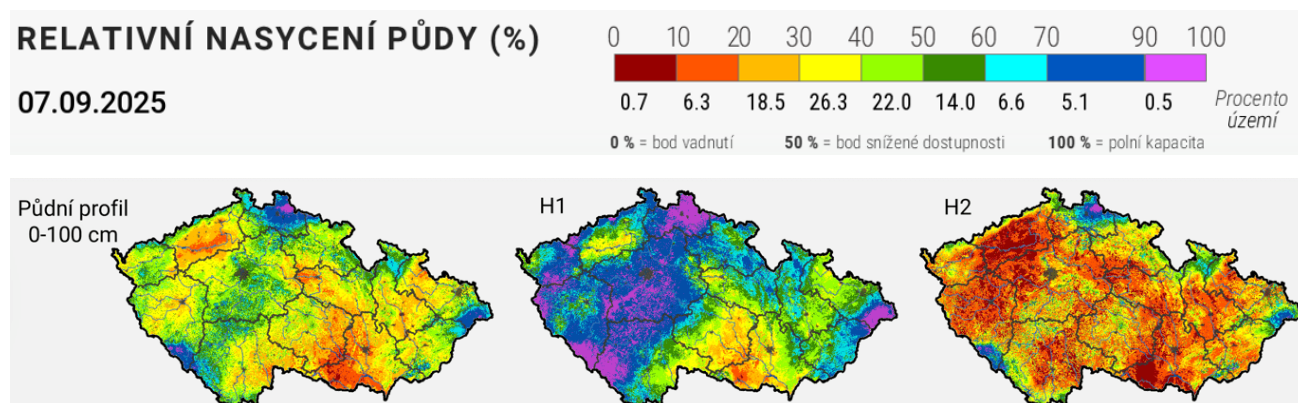 RELATIVNÍ NASYCENÍ PŮDY (%)
07.09.2025
0 10 20 30 40 50 60 70 90 100
0.7 6.3 18.5 26.3 22.0 14.0 6.6 5.1 0.5
Procento
území
0 % = bod vadnutí 50 % = bod snížené dostupnosti 100 % = polní kapacita
Půdní profil
0-100 cm
H1
H2